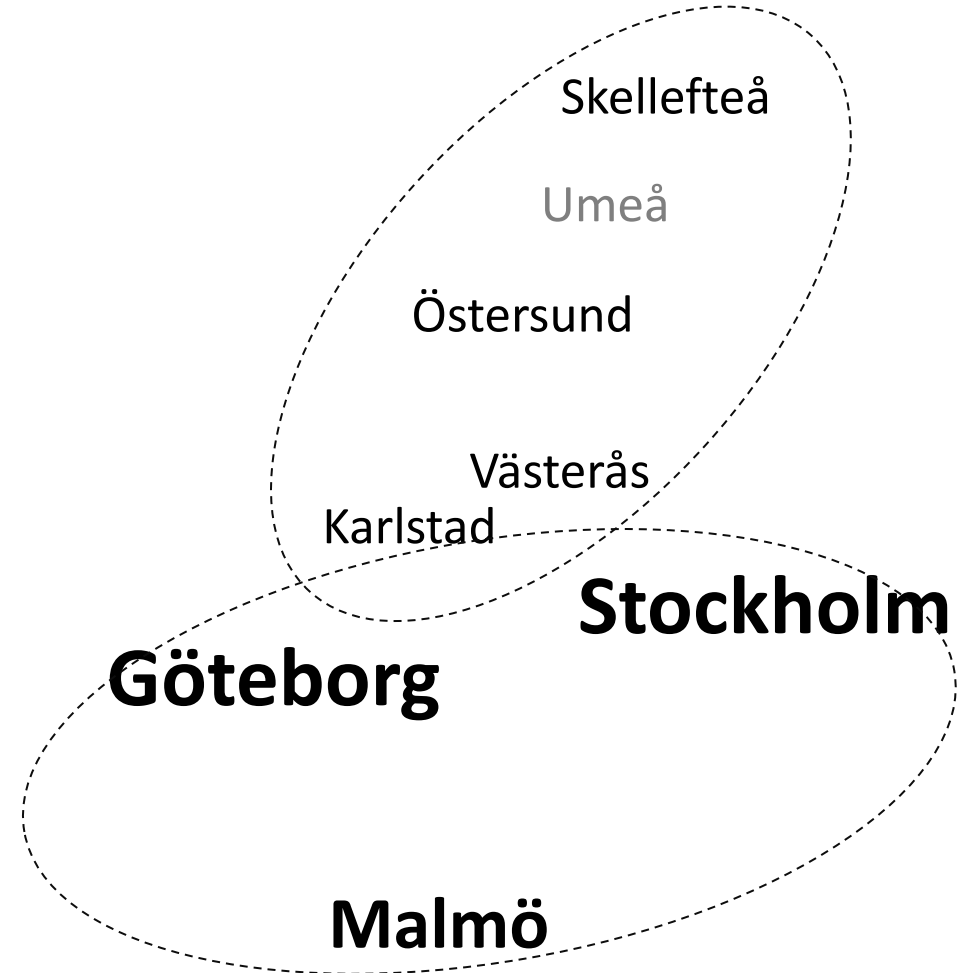 Skellefteå
Umeå
Östersund
Västerås
Karlstad
Stockholm
Göteborg
Malmö